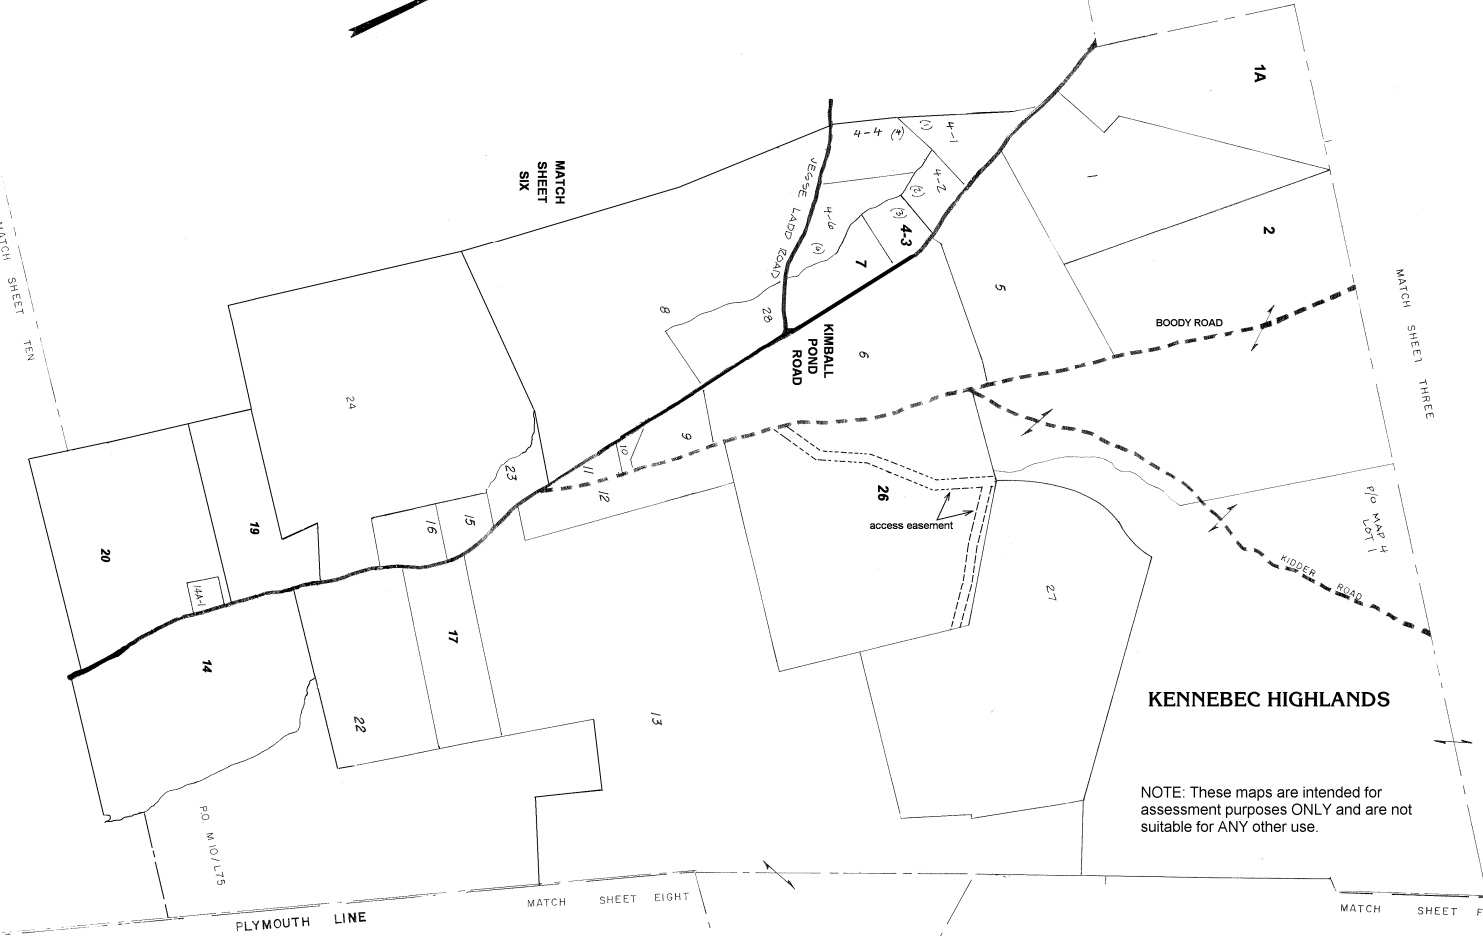 1A
4-4 (4)
(1) 4-1
1
MATCH
SHEET
SIX
JESSE LADD ROAD
4-2
(2)
4-6
(6)
(3)
4-3
2
7
MATCH SHEET TEN
MATCH SHEET THREE
5
8
28
BOODY ROAD
KIMBALL
POND
ROAD
6
24
9
10
11
12
23
26
access easement
P/O MAP 4
LOT 1
19
16
15
20
14A-1
KIDDER ROAD
27
17
14
22
13
KENNEBEC HIGHLANDS
NOTE: These maps are intended for
assessment purposes ONLY and are not
suitable for ANY other use.
P.O M10/L75
MATCH SHEET EIGHT
PLYMOUTH LINE
MATCH SHEET F